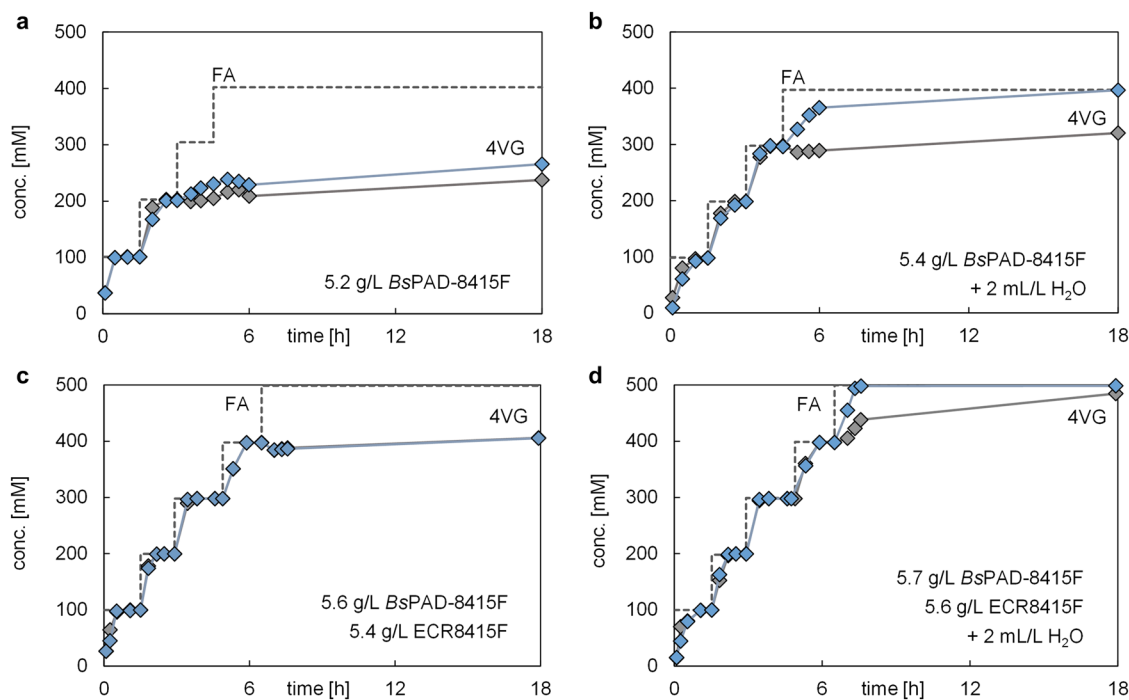 a
b
500
400
300
200
100
0
conc. [mM]
FA
4VG
5.2 g/L BsPAD-8415F
0
6
12
18
time [h]
500
400
300
200
100
0
conc. [mM]
FA
4VG
5.4 g/L BsPAD-8415F
+ 2 mL/L H₂O
0
6
12
18
time [h]
c
d
500
400
300
200
100
0
conc. [mM]
FA
4VG
5.6 g/L BsPAD-8415F
5.4 g/L ECR8415F
0
6
12
18
time [h]
500
400
300
200
100
0
conc. [mM]
FA
4VG
5.7 g/L BsPAD-8415F
5.6 g/L ECR8415F
+ 2 mL/L H₂O
0
6
12
18
time [h]